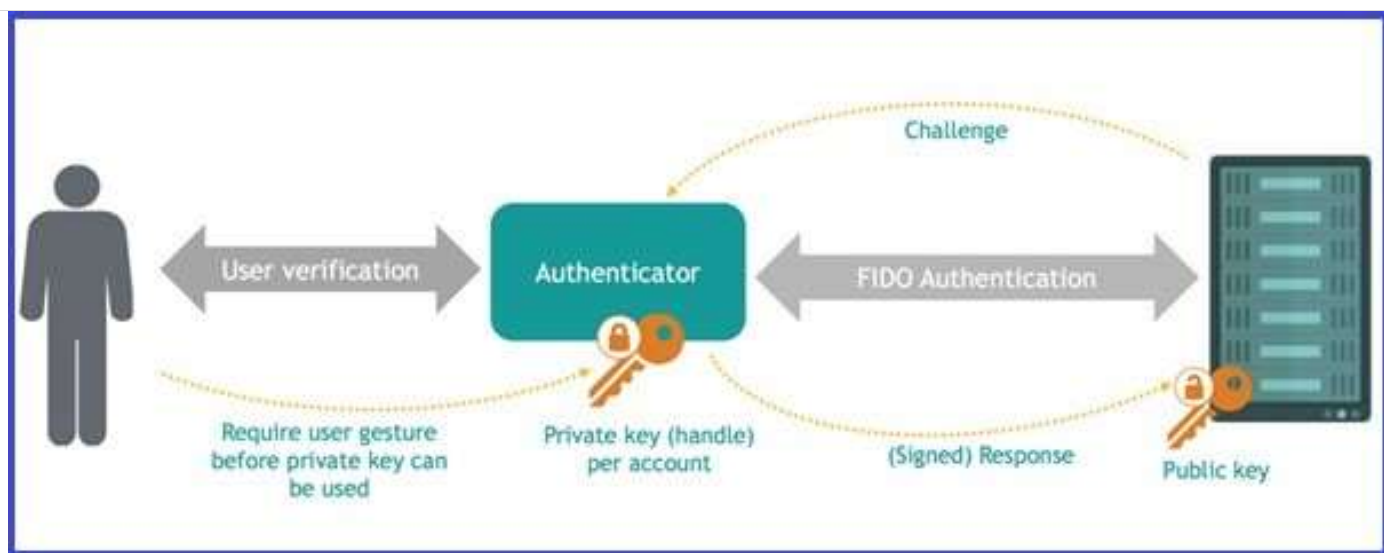 Challenge
User verification
Authenticator
FIDO Authentication
Require user gesture
before private key can
be used
Private key (handle)
per account
(Signed) Response
Public key